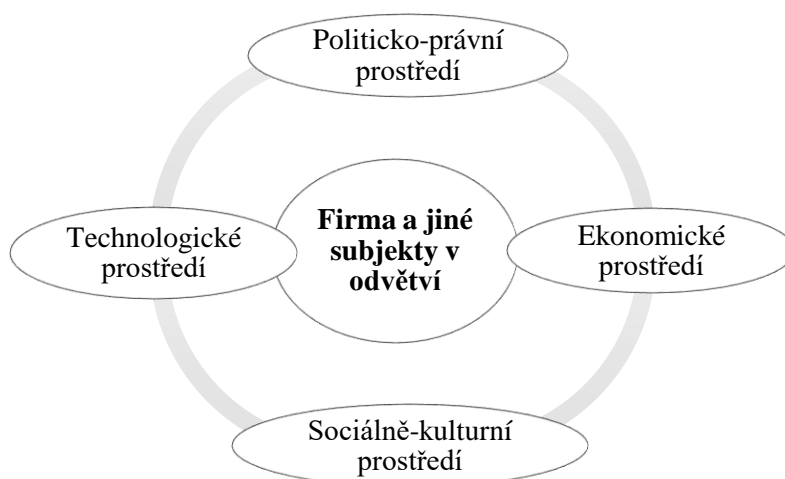 Politicko-právní
prostředí
Technologické
prostředí
Firma a jiné
subjekty v
odvětví
Ekonomické
prostředí
Sociálně-kulturní
prostředí